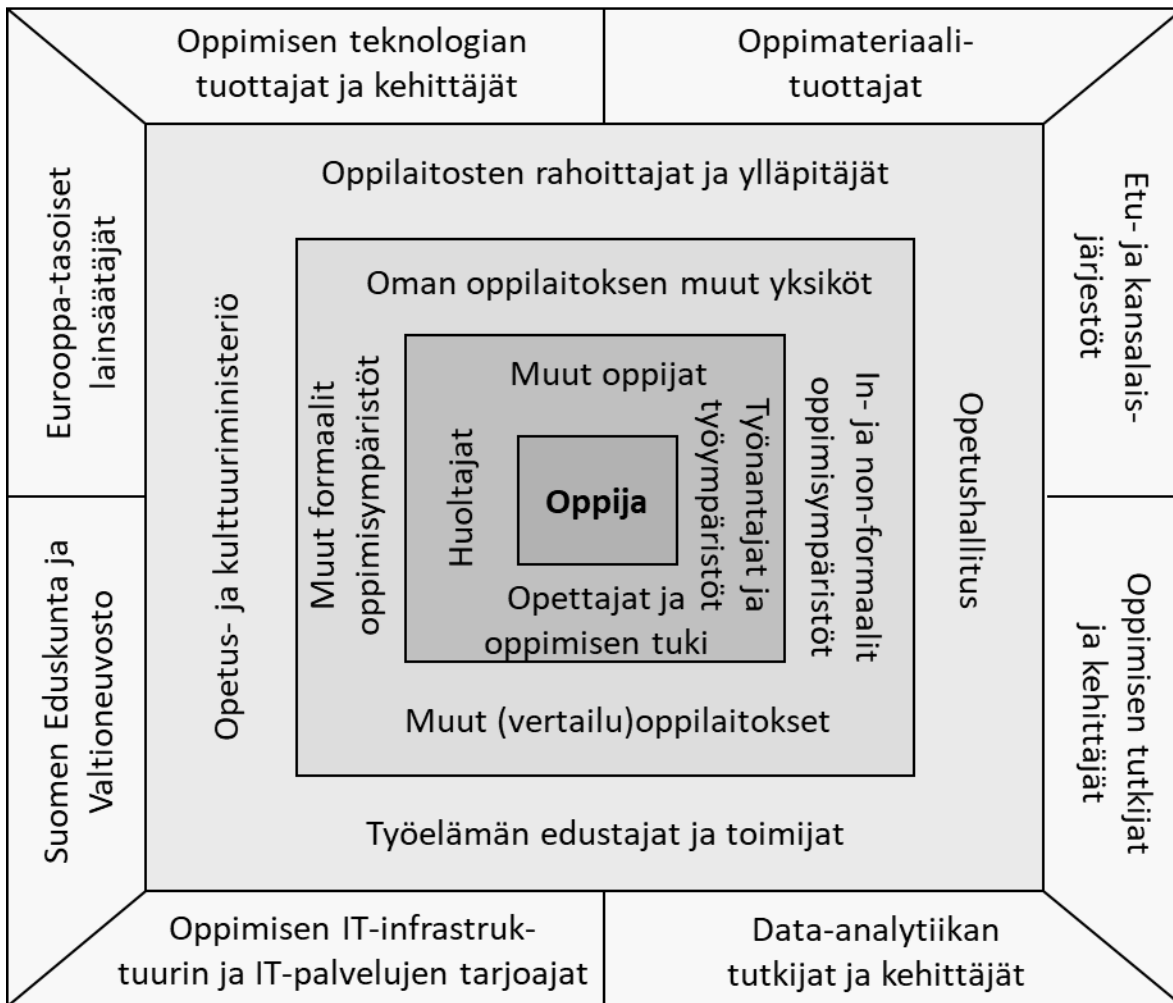 Oppimisen teknologian
tuottajat ja kehittäjät
Oppimateriaali-
tuottajat
Eurooppa-tasoiset
lainsäätäjät
Etu- ja kansalais-
järjestöt
Oppilaitosten rahoittajat ja ylläpitäjät
Opetus- ja kulttuuriministeriö
Opetushallitus
Oman oppilaitoksen muut yksiköt
Muut formaalit
oppimisympäristöt
In- ja non-formaalit
oppimisympäristöt
Muut oppijat
Huoltajat
Oppija
Työnantajat ja
työympäristöt
Opettajat ja
oppimisen tuki
Muut (vertailu)oppilaitokset
Työelämän edustajat ja toimijat
Suomen Eduskunta ja
Valtioneuvosto
Oppimisen tutkijat
ja kehittäjät
Oppimisen IT-infrastruk-
tuurin ja IT-palvelujen tarjoajat
Data-analytiikan
tutkijat ja kehittäjät